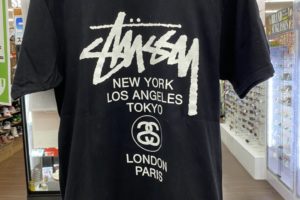 Stüssy
NEW YORK
LOS ANGELES
TOKYO
LONDON
PARIS